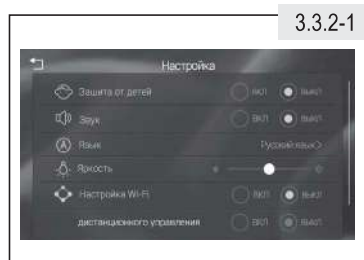 3.3.2-1
Настройка
Защита от детей ВКЛ ВЫКЛ
Звук ВКЛ ВЫКЛ
Язык Русский язык >
Яркость
Настройка Wi-Fi ВКЛ ВЫКЛ
дистанционного управления ВКЛ ВЫКЛ